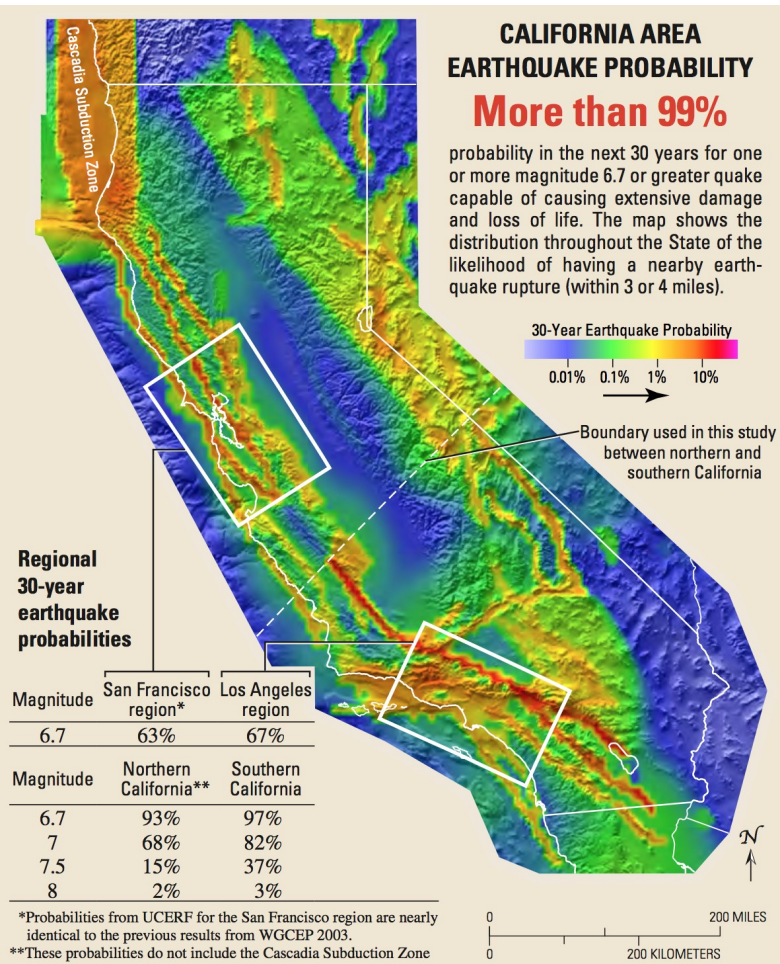 Cascadia Subduction Zone
CALIFORNIA AREA
EARTHQUAKE PROBABILITY
More than 99%
probability in the next 30 years for one
or more magnitude 6.7 or greater quake
capable of causing extensive damage
and loss of life. The map shows the
distribution throughout the State of the
likelihood of having a nearby earth-
quake rupture (within 3 or 4 miles).
30-Year Earthquake Probability
0.01% 0.1% 1% 10%
Boundary used in this study
between northern and
southern California
Regional
30-year
earthquake
probabilities
Magnitude San Francisco region* Los Angeles region
6.7 63% 67%
Magnitude Northern California** Southern California
6.7 93% 97%
7 68% 82%
7.5 15% 37%
8 2% 3%
*Probabilities from UCERF for the San Francisco region are nearly
identical to the previous results from WGCEP 2003.
**These probabilities do not include the Cascadia Subduction Zone
N
0 200 MILES
0 200 KILOMETERS